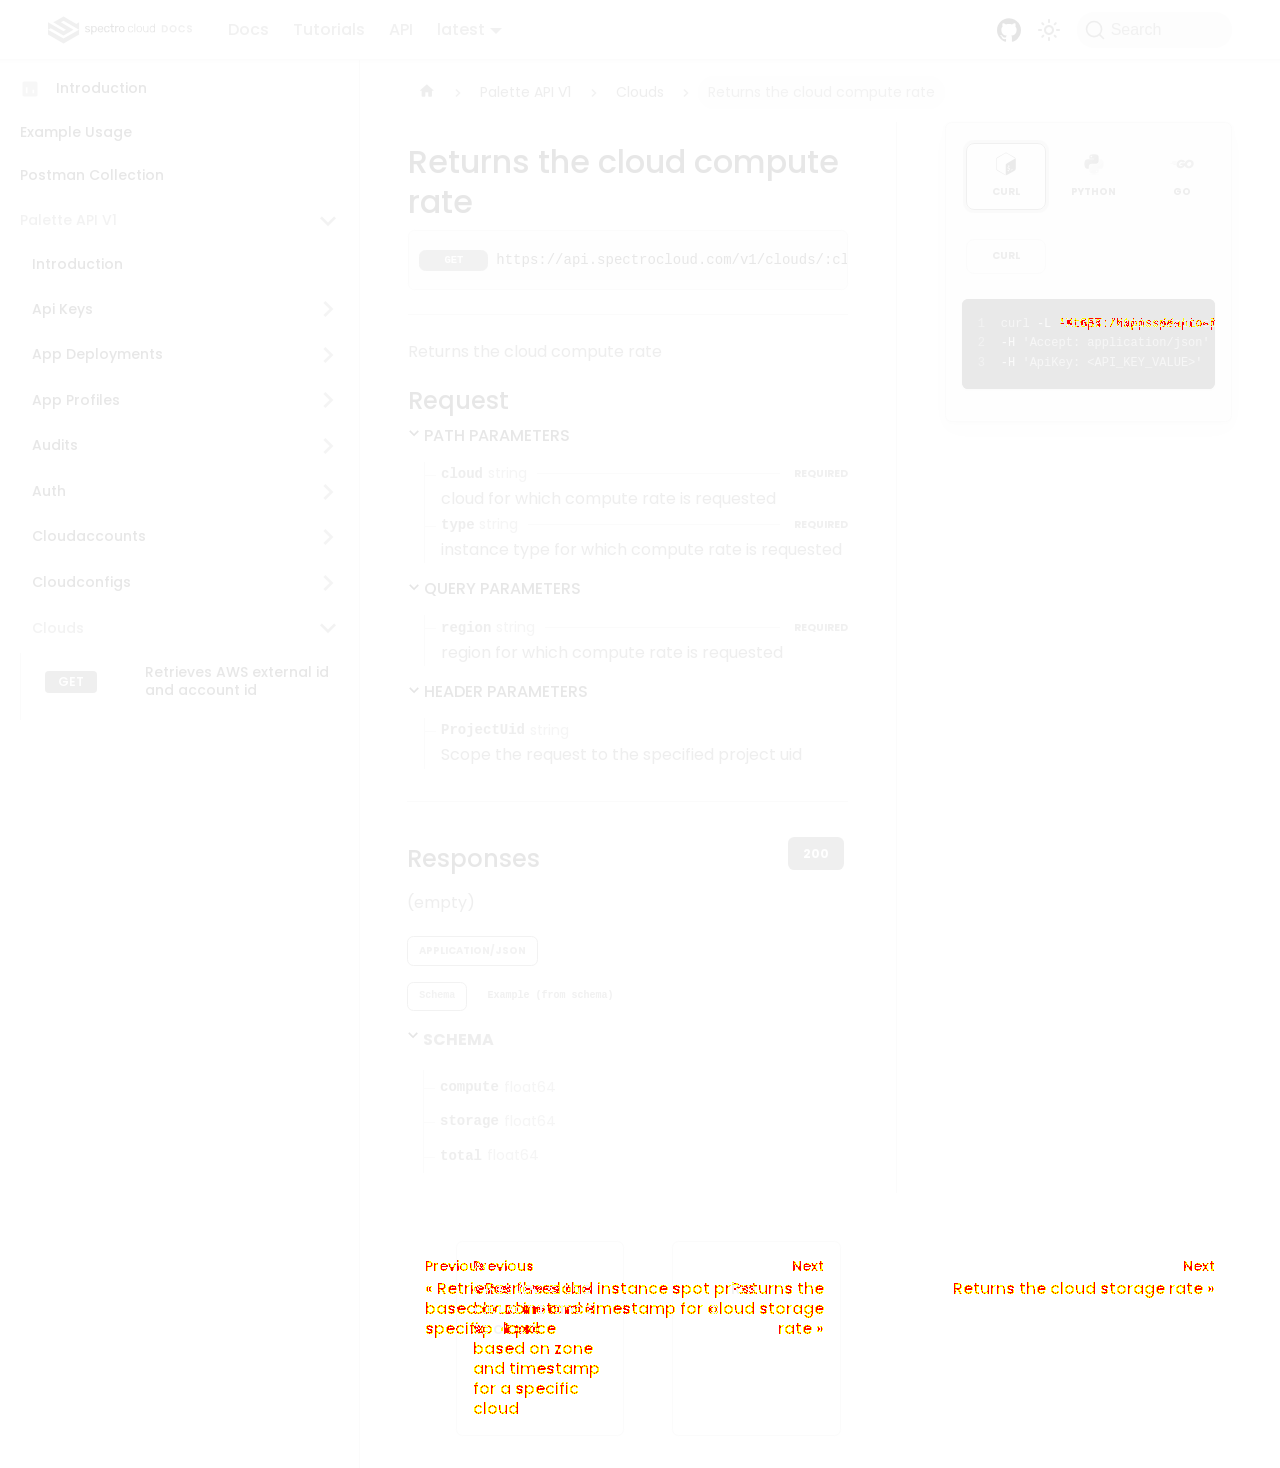 spectro cloud DOCS
Docs
Tutorials
API
latest
Search
Introduction
Example Usage
Postman Collection
Palette API V1
Introduction
Api Keys
App Deployments
App Profiles
Audits
Auth
Cloudaccounts
Cloudconfigs
Clouds
GET
Retrieves AWS external id
and account id
Palette API V1
Clouds
Returns the cloud compute rate
Returns the cloud compute
rate
GET https://api.spectrocloud.com/v1/clouds/:cl
Returns the cloud compute rate
Request
PATH PARAMETERS
cloud string REQUIRED
cloud for which compute rate is requested
type string REQUIRED
instance type for which compute rate is requested
QUERY PARAMETERS
region string REQUIRED
region for which compute rate is requested
HEADER PARAMETERS
ProjectUid string
Scope the request to the specified project uid
Responses
200
(empty)
APPLICATION/JSON
Schema
Example (from schema)
SCHEMA
compute float64
storage float64
total float64
CURL
PYTHON
GO
CURL
1 curl -L
2 -H 'Accept: application/json'
3 -H 'ApiKey: <API_KEY_VALUE>'
Previous
Previous
Next
Next
instance spot
Returns the cloud storage rate »
timestamp for
cloud storage
rate »
based on zone
and timestamp
for a specific
cloud